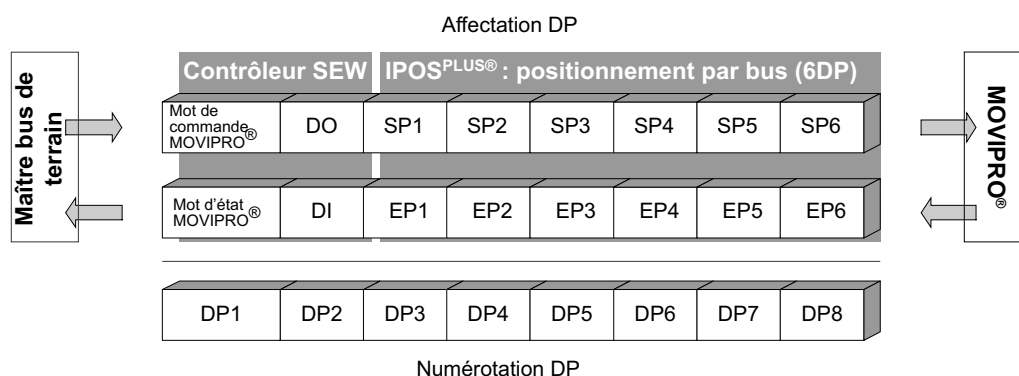 Affectation DP
Maître bus de
terrain
Contrôleur SEW
IPOSPLUS® : positionnement par bus (6DP)
Mot de
commande
MOVIPRO®
DO
SP1
SP2
SP3
SP4
SP5
SP6
Mot d'état
MOVIPRO®
DI
EP1
EP2
EP3
EP4
EP5
EP6
MOVIPRO®
DP1
DP2
DP3
DP4
DP5
DP6
DP7
DP8
Numérotation DP